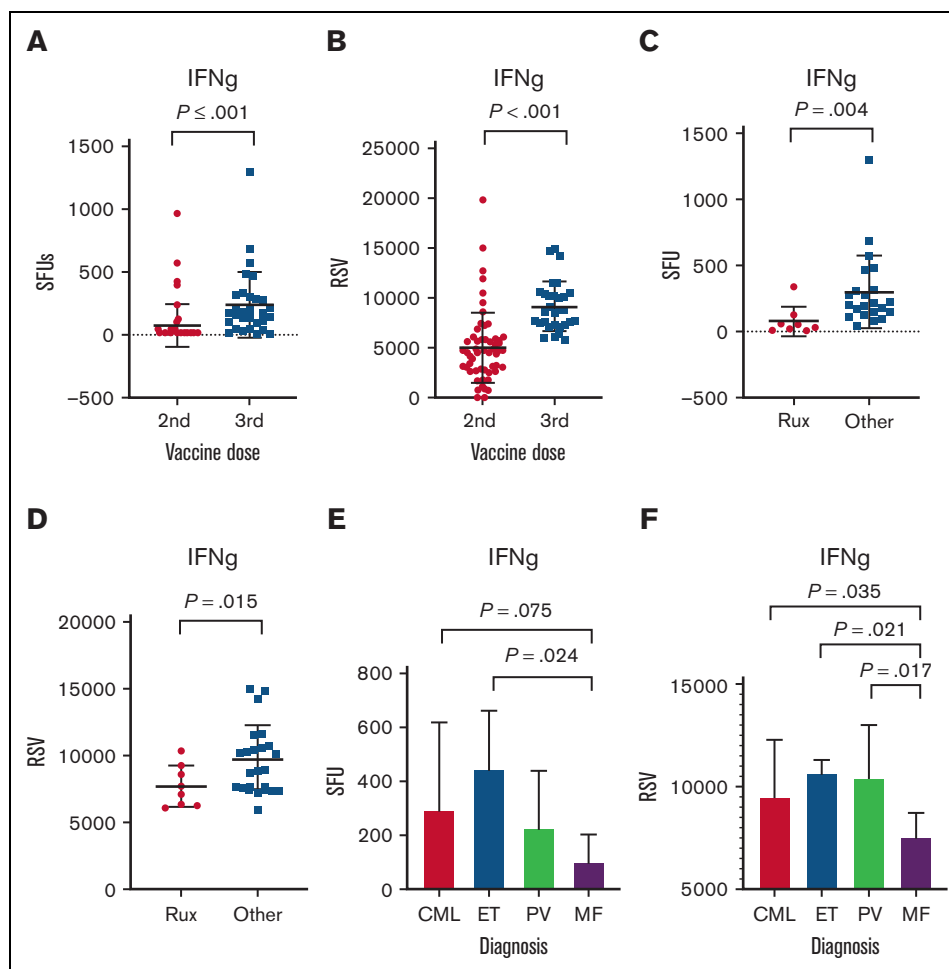 A
IFNg
P ≤ .001
1500
1000
500
0
−500
SFUs
2nd 3rd
Vaccine dose
B
IFNg
P < .001
25000
20000
15000
10000
5000
0
RSV
2nd 3rd
Vaccine dose
C
IFNg
P = .004
1500
1000
500
0
−500
SFU
Rux Other
D
IFNg
P = .015
20000
15000
10000
5000
0
RSV
Rux Other
E
IFNg
P = .075
P = .024
800
600
400
200
0
SFU
CML ET PV MF
Diagnosis
F
IFNg
P = .035
P = .021
P = .017
15000
10000
5000
RSV
CML ET PV MF
Diagnosis